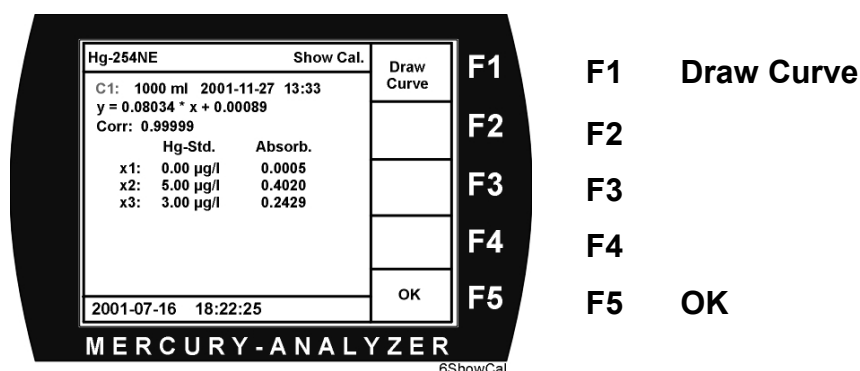 Hg-254NE Show Cal.
C1: 1000 ml 2001-11-27 13:33
y = 0.08034 * x + 0.00089
Corr: 0.99999
Hg-Std. Absorb.
x1: 0.00 µg/l 0.0005
x2: 5.00 µg/l 0.4020
x3: 3.00 µg/l 0.2429
2001-07-16 18:22:25
Draw
Curve
OK
F1
F2
F3
F4
F5
MERCURY-ANALYZER
6ShowCal
F1 Draw Curve
F2
F3
F4
F5 OK